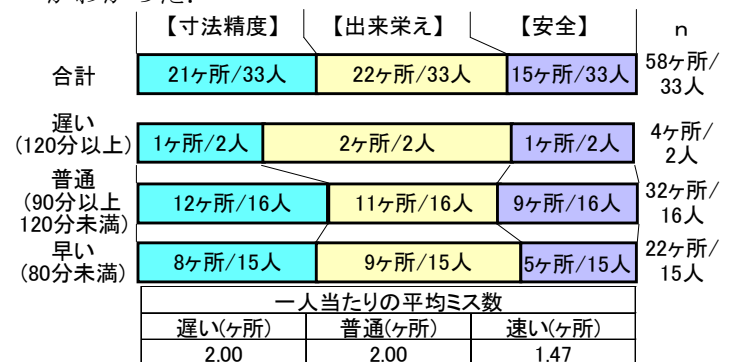 がわかった.
【寸法精度】 【出来栄え】 【安全】 n
合計 21ヶ所/33人 22ヶ所/33人 15ヶ所/33人 58ヶ所/
33人
遅い
(120分以上) 1ヶ所/2人 2ヶ所/2人 1ヶ所/2人 4ヶ所/
2人
普通
(90分以上
120分未満) 12ヶ所/16人 11ヶ所/16人 9ヶ所/16人 32ヶ所/
16人
早い
(80分未満) 8ヶ所/15人 9ヶ所/15人 5ヶ所/15人 22ヶ所/
15人
一人当たりの平均ミス数
遅い(ヶ所) 普通(ヶ所) 速い(ヶ所)
2.00 2.00 1.47